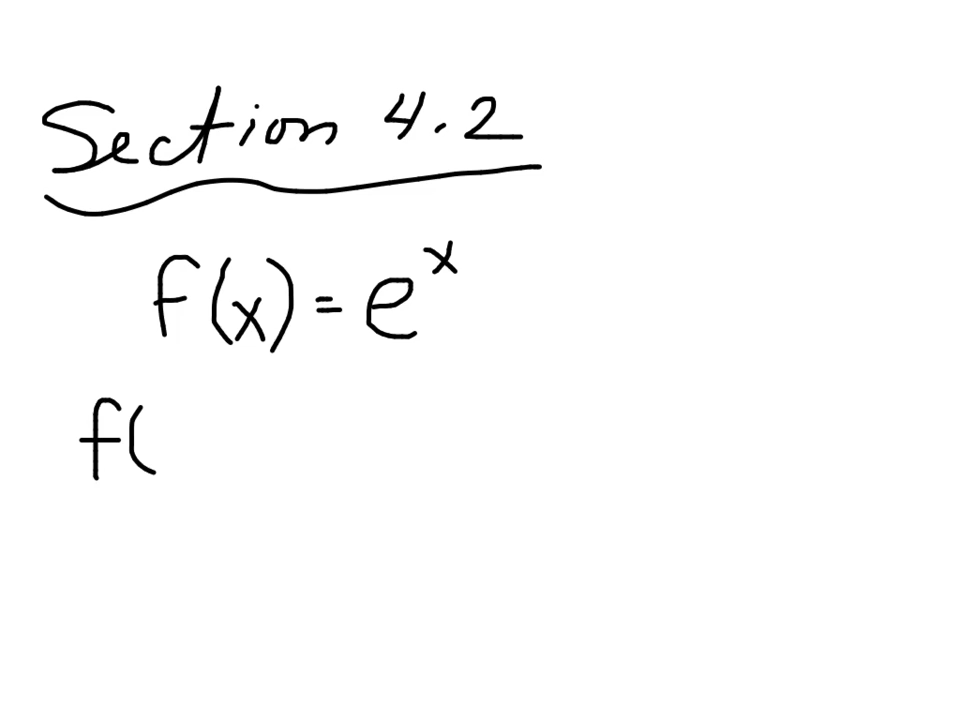 Section 4.2
f(x) = e^x
f(